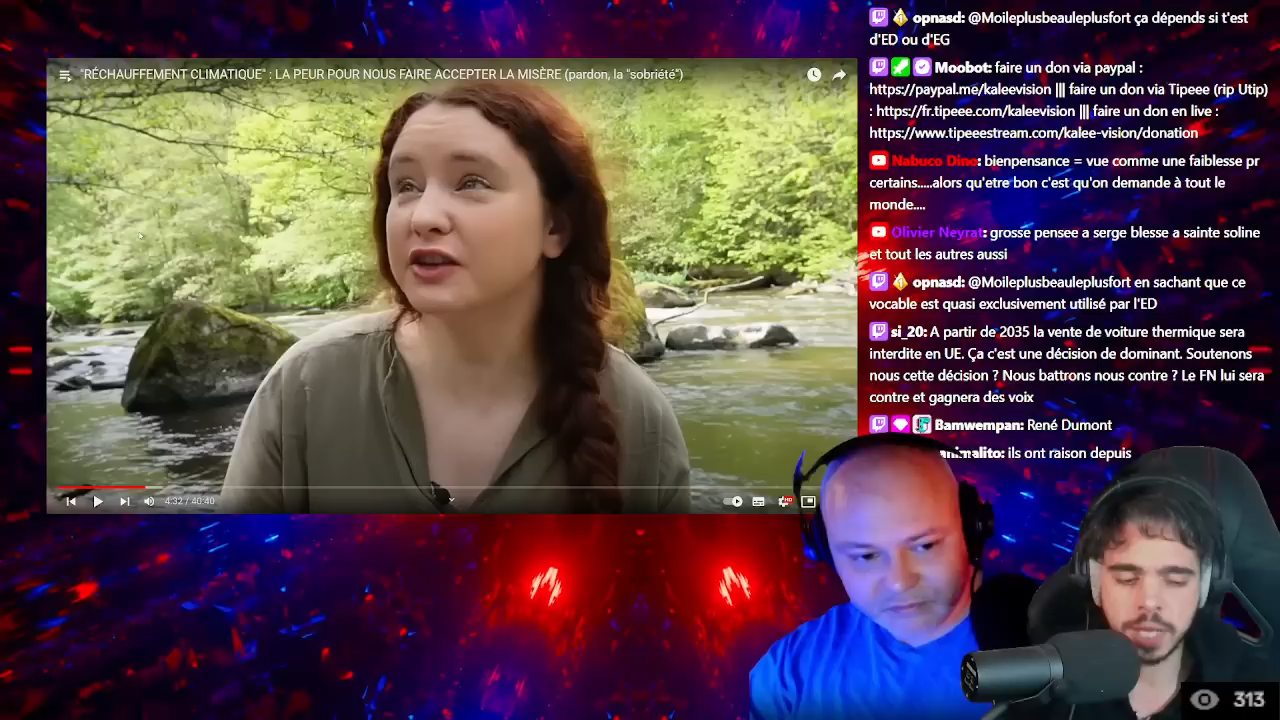 "RÉCHAUFFEMENT CLIMATIQUE" : LA PEUR POUR NOUS FAIRE ACCEPTER LA MISÈRE (pardon, la "sobriété")
4:32 / 40:40
HD
opnasd: @Moileplusbeauleplusfort ça dépends si t'est
d'ED ou d'EG
Moobot: faire un don via paypal :
https://paypal.me/kaleevision ||| faire un don via Tipeee (rip Utip)
: https://fr.tipeee.com/kaleevision ||| faire un don en live :
https://www.tipeeestream.com/kalee-vision/donation
Nabuco Dino: bienpensance = vue comme une faiblesse pr
certains.....alors qu'etre bon c'est qu'on demande à tout le
monde....
Olivier Neyrat: grosse pensee a serge blesse a sainte soline
et tout les autres aussi
opnasd: @Moileplusbeauleplusfort en sachant que ce
vocable est quasi exclusivement utilisé par l'ED
si_20: A partir de 2035 la vente de voiture thermique sera
interdite en UE. Ça c'est une décision de dominant. Soutenons
nous cette décision ? Nous battrons nous contre ? Le FN lui sera
contre et gagnera des voix
Bamwempan: René Dumont
ils ont raison depuis
313